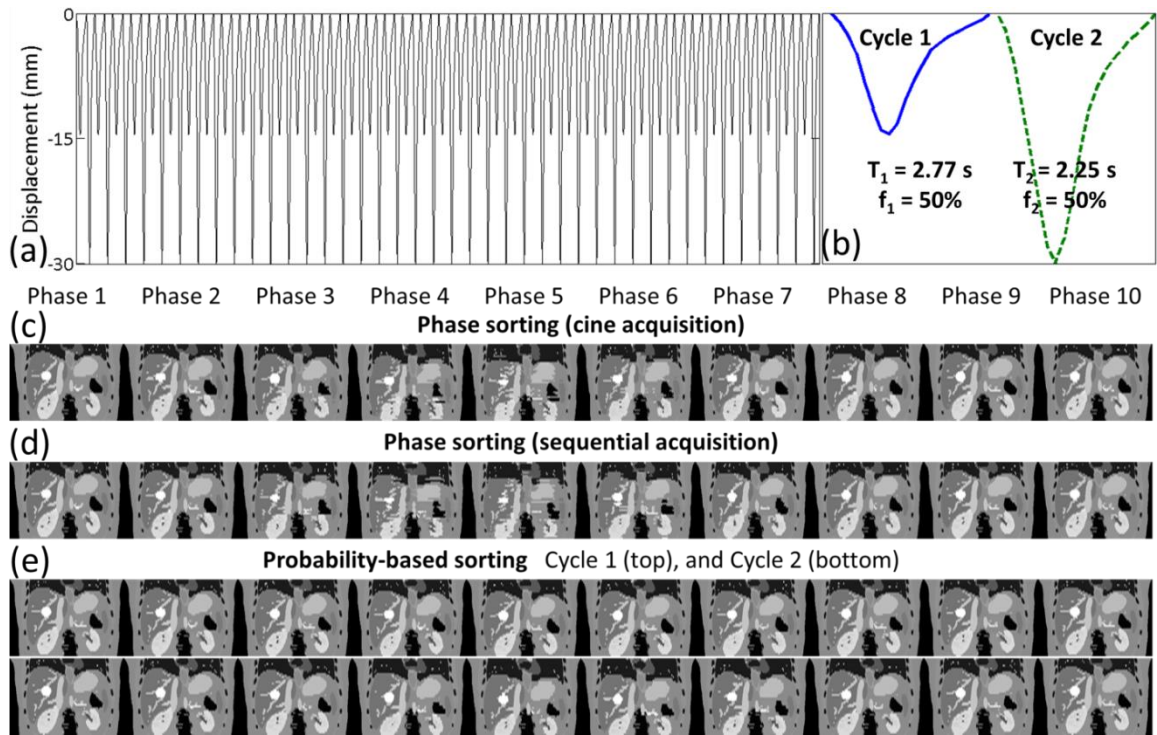 0
-15
-30
Displacement (mm)
(a)
Cycle 1
Cycle 2
T1 = 2.77 s
f1 = 50%
T2 = 2.25 s
f2 = 50%
(b)
Phase 1 Phase 2 Phase 3 Phase 4 Phase 5 Phase 6 Phase 7 Phase 8 Phase 9 Phase 10
(c) Phase sorting (cine acquisition)
(d) Phase sorting (sequential acquisition)
(e) Probability-based sorting Cycle 1 (top), and Cycle 2 (bottom)